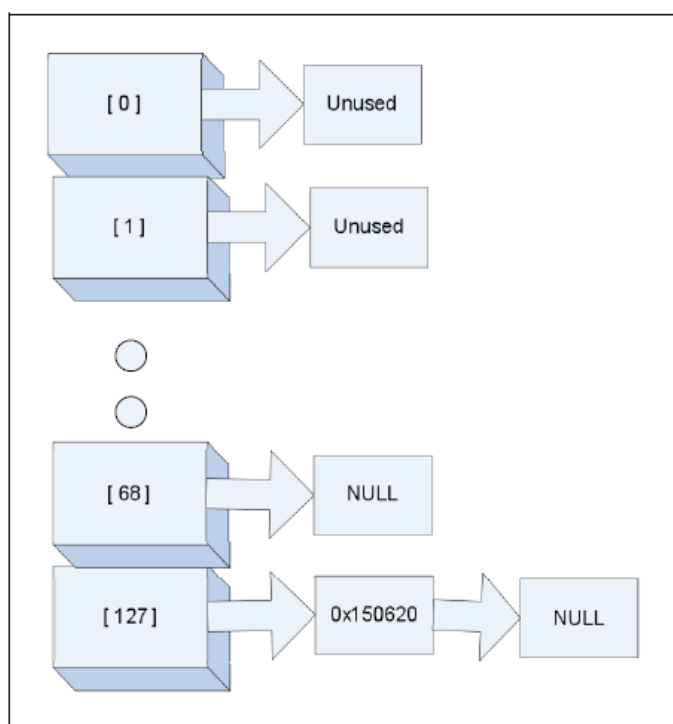 [ 0 ]
Unused
[ 1 ]
Unused
[ 68 ]
NULL
[ 127 ]
0x150620
NULL